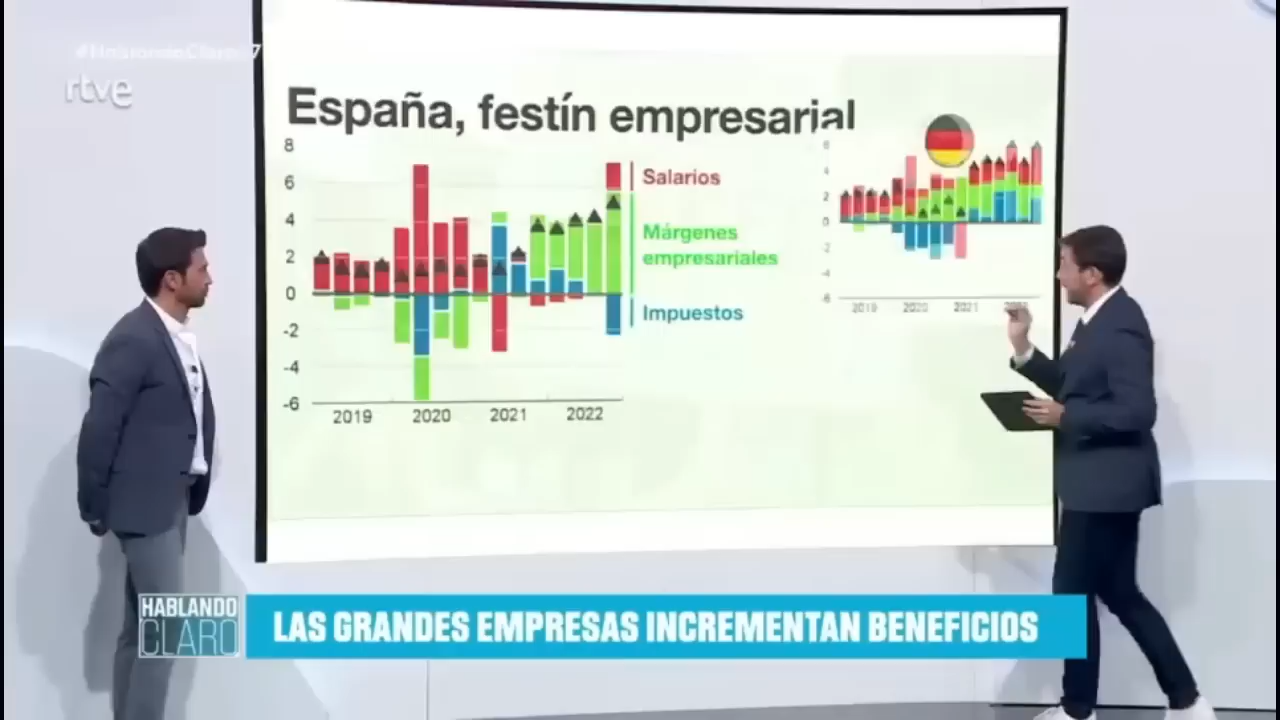 rtve
España, festín empresarial
8
6
4
2
0
-2
-4
-6
2019
2020
2021
2022
Salarios
Márgenes
empresariales
Impuestos
6
4
2
0
-2
-4
-6
2019
2020
2021
HABLANDO
CLARO
LAS GRANDES EMPRESAS INCREMENTAN BENEFICIOS